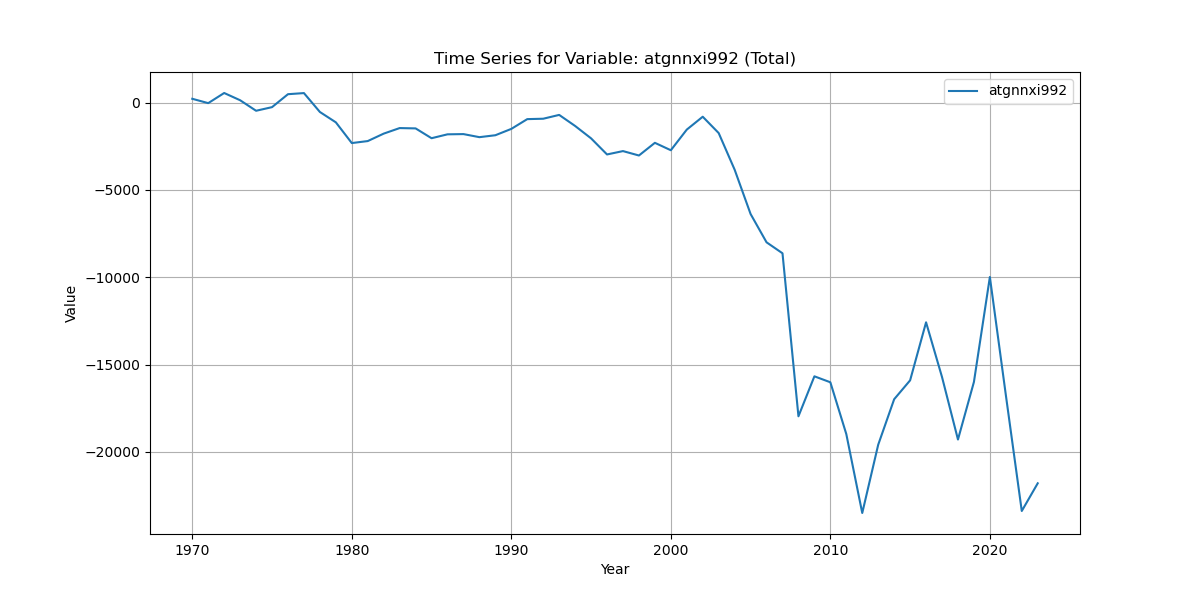 Time Series for Variable: atgnnxi992 (Total)
atgnnxi992
0
−5000
−10000
−15000
−20000
Value
1970
1980
1990
2000
2010
2020
Year